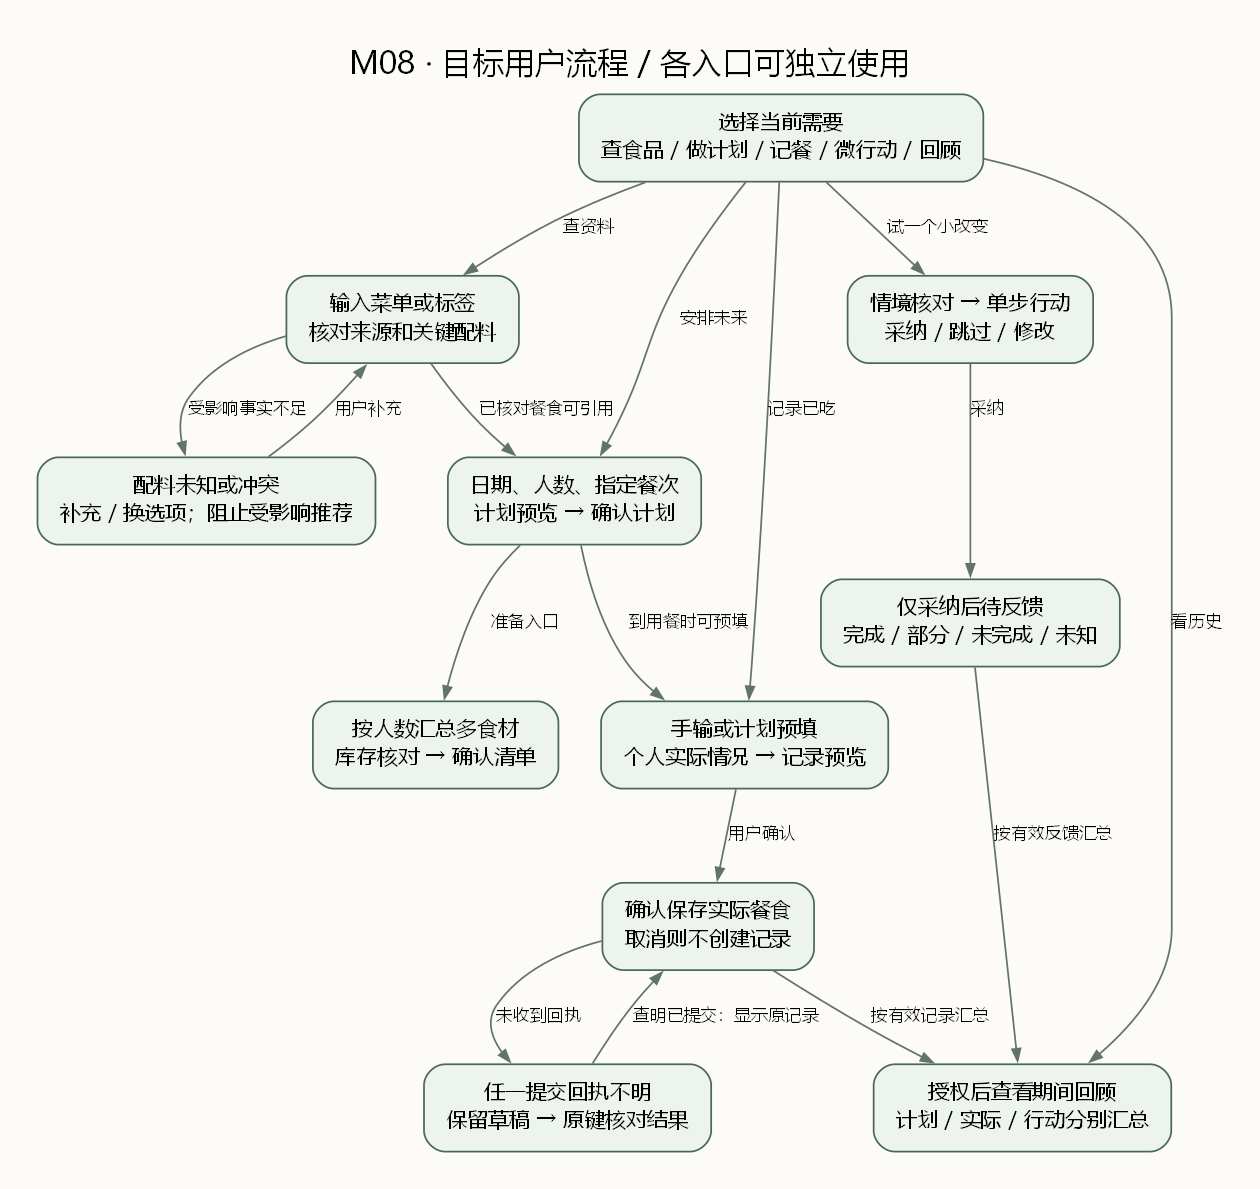 M08 · 目标用户流程 / 各入口可独立使用
选择当前需要
查食品 / 做计划 / 记餐 / 微行动 / 回顾
查资料
试一个小改变
输入菜单或标签
核对来源和关键配料
安排未来
情境核对 → 单步行动
采纳 / 跳过 / 修改
受影响事实不足
用户补充
已核对餐食可引用
记录已吃
采纳
配料未知或冲突
补充 / 换选项；阻止受影响推荐
日期、人数、指定餐次
计划预览 → 确认计划
仅采纳后待反馈
完成 / 部分 / 未完成 / 未知
准备入口
到用餐时可预填
看历史
按人数汇总多食材
库存核对 → 确认清单
手输或计划预填
个人实际情况 → 记录预览
用户确认
按有效反馈汇总
确认保存实际餐食
取消则不创建记录
未收到回执
查明已提交：显示原记录
按有效记录汇总
任一提交回执不明
保留草稿 → 原键核对结果
授权后查看期间回顾
计划 / 实际 / 行动分别汇总